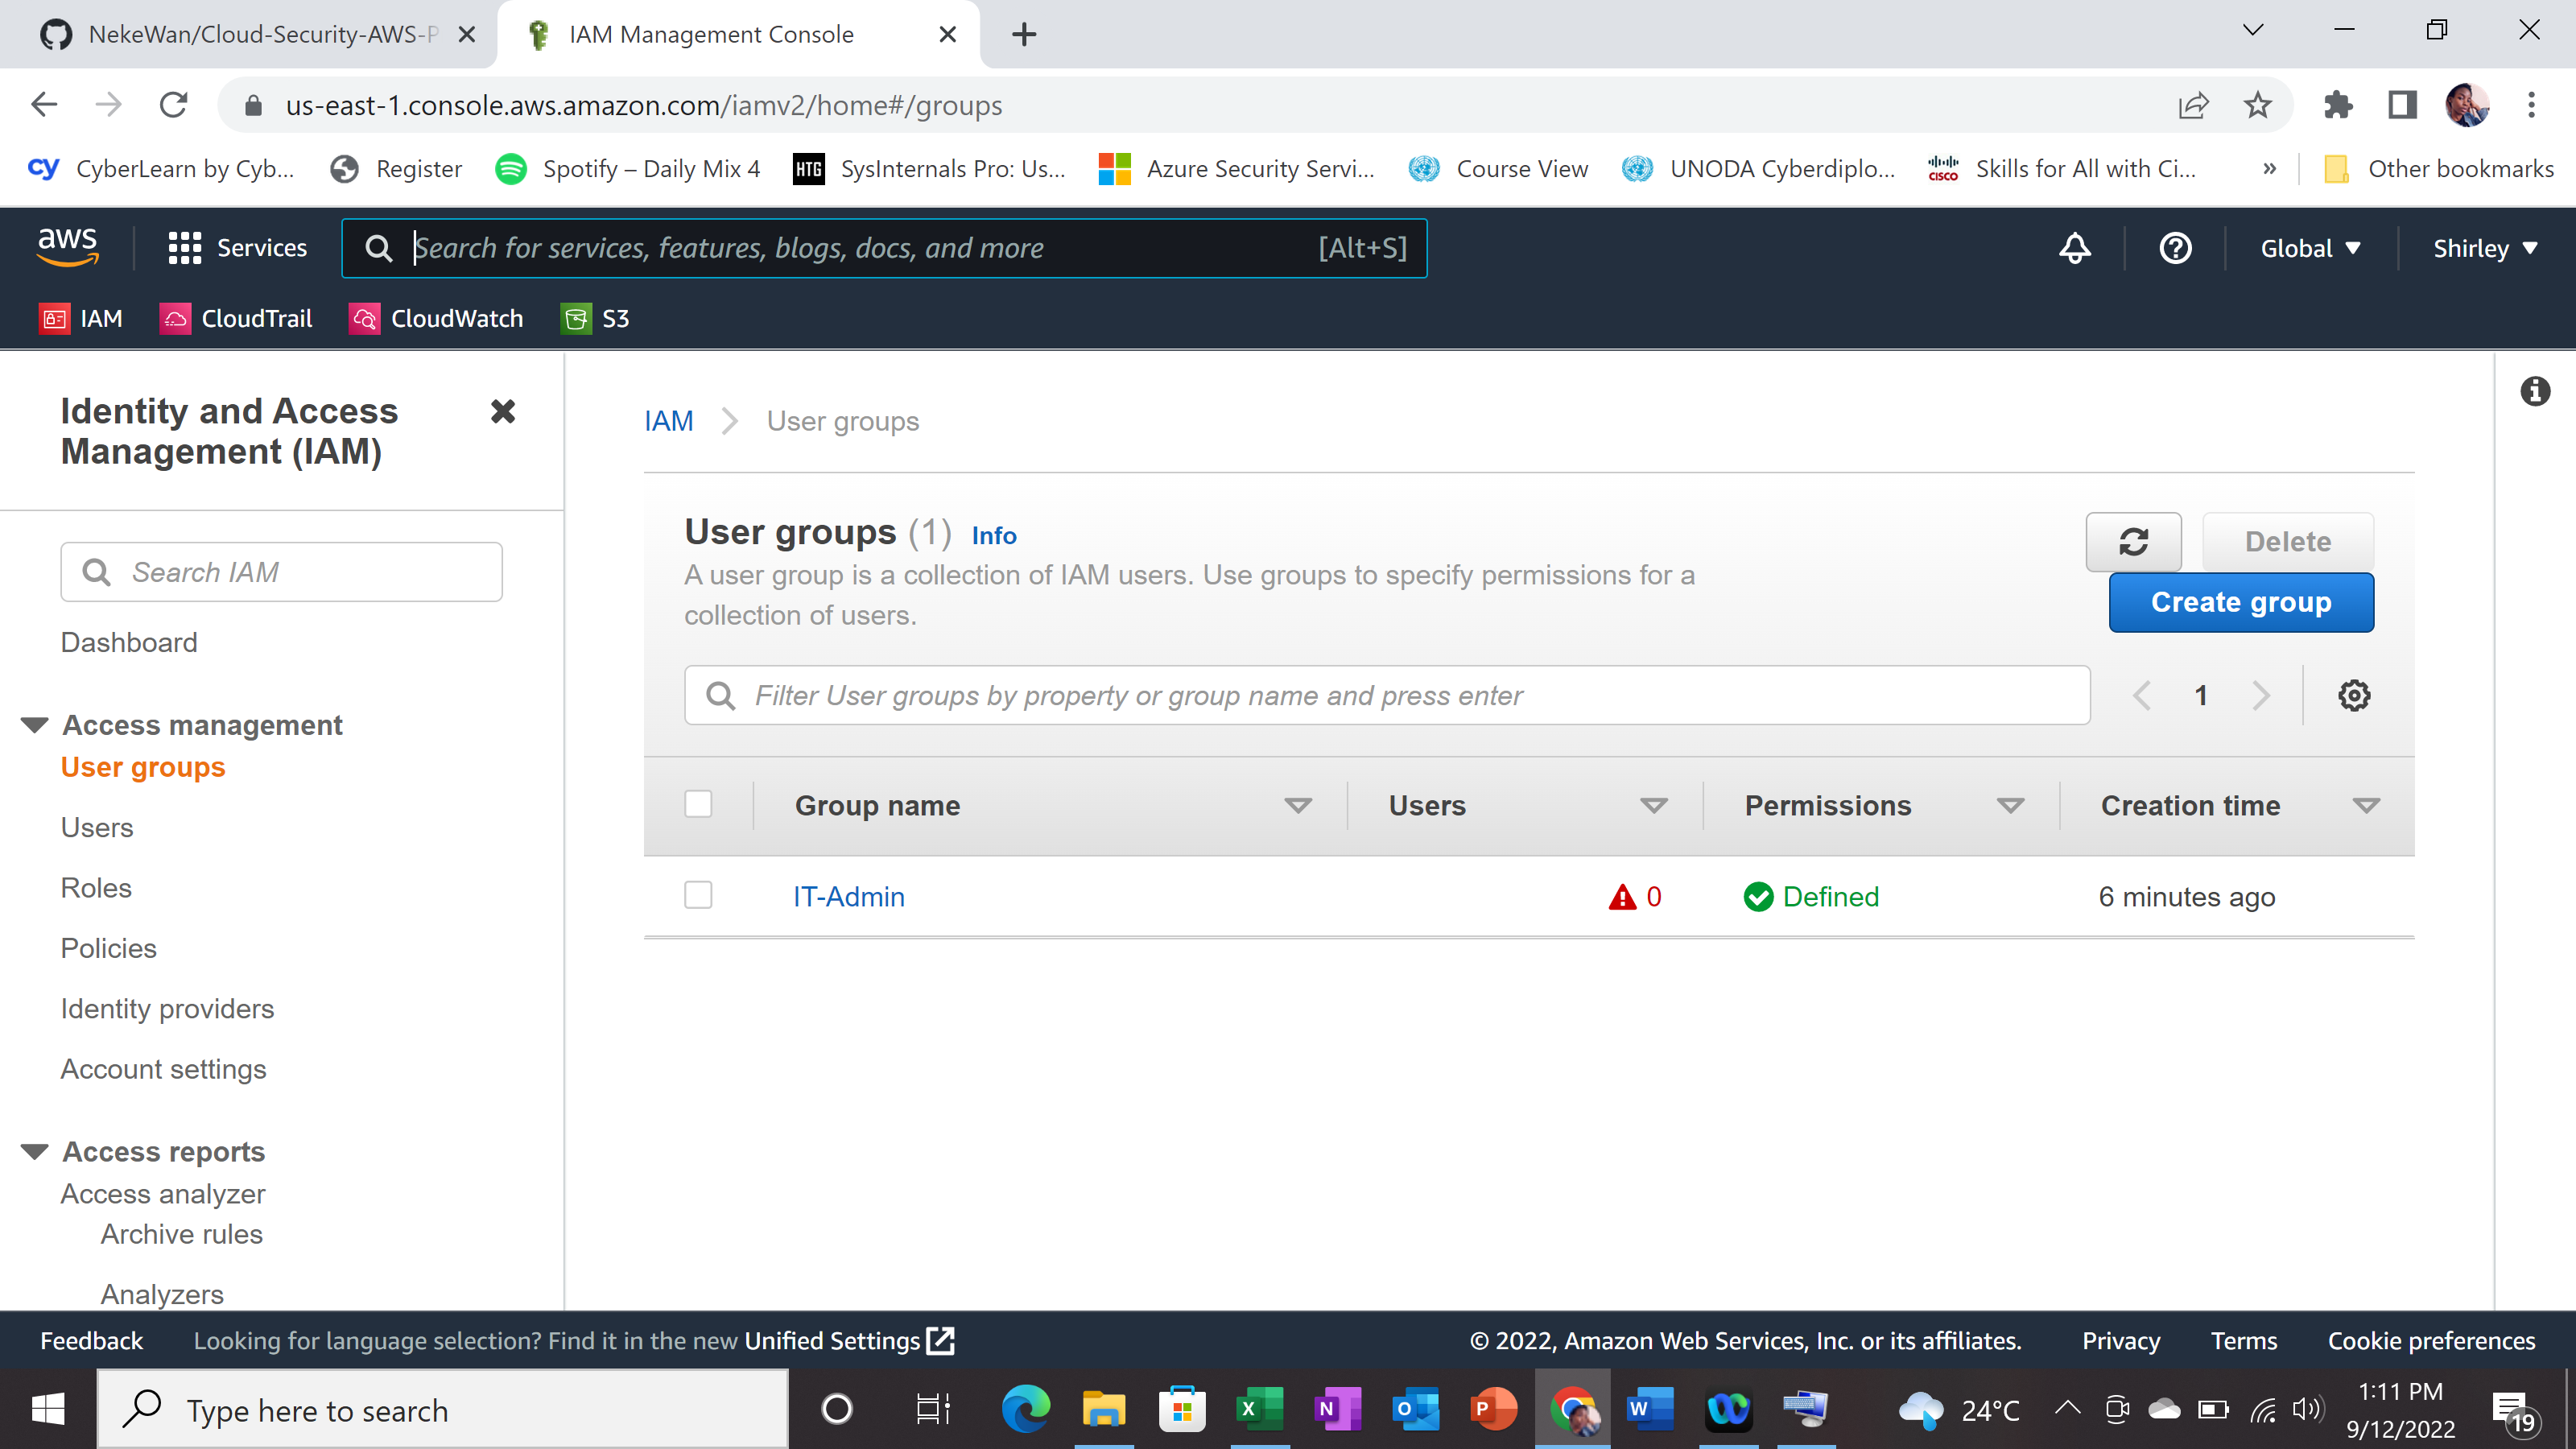 NekeWan/Cloud-Security-AWS-P
IAM Management Console
us-east-1.console.aws.amazon.com/iamv2/home#/groups
cy CyberLearn by Cyb...
Register
Spotify – Daily Mix 4
HTG SysInternals Pro: Us...
Azure Security Servi...
Course View
UNODA Cyberdiplo...
CISCO Skills for All with Ci...
»
Other bookmarks
aws
Services
Search for services, features, blogs, docs, and more [Alt+S]
Global
Shirley
IAM
CloudTrail
CloudWatch
S3
Identity and Access
Management (IAM)
Search IAM
Dashboard
Access management
User groups
Users
Roles
Policies
Identity providers
Account settings
Access reports
Access analyzer
Archive rules
Analyzers
IAM User groups
User groups (1) Info
A user group is a collection of IAM users. Use groups to specify permissions for a
collection of users.
Delete
Create group
Filter User groups by property or group name and press enter
1
Group name Users Permissions Creation time
IT-Admin 0 Defined 6 minutes ago
Feedback Looking for language selection? Find it in the new Unified Settings
© 2022, Amazon Web Services, Inc. or its affiliates. Privacy Terms Cookie preferences
Type here to search
X
N
O
P
W
24°C
1:11 PM
9/12/2022
19